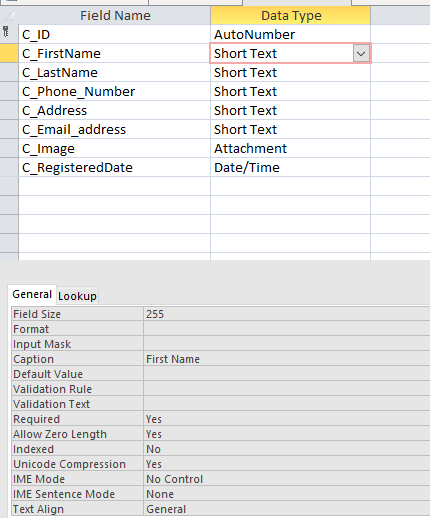 Field Name Data Type
C_ID AutoNumber
C_FirstName Short Text
C_LastName Short Text
C_Phone_Number Short Text
C_Address Short Text
C_Email_address Short Text
C_Image Attachment
C_RegisteredDate Date/Time
General Lookup
Field Size 255
Format
Input Mask
Caption First Name
Default Value
Validation Rule
Validation Text
Required Yes
Allow Zero Length Yes
Indexed No
Unicode Compression Yes
IME Mode No Control
IME Sentence Mode None
Text Align General